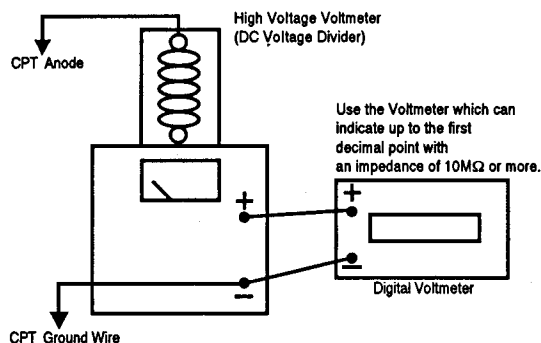 High Voltage Voltmeter
(DC Voltage Divider)
CPT Anode
Use the Voltmeter which can
indicate up to the first
decimal point with
an impedance of 10MΩ or more.
+
+
−
−
Digital Voltmeter
CPT Ground Wire